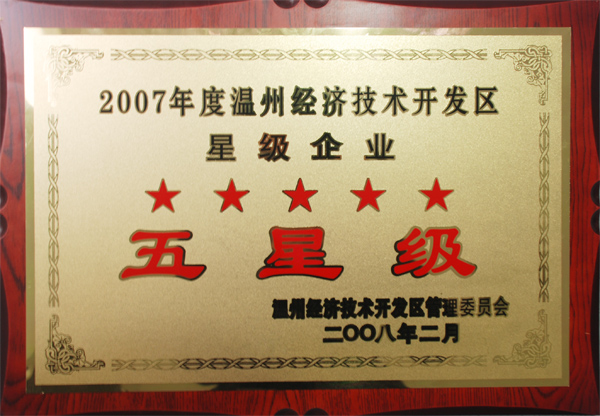 2007年度温州经济技术开发区
星级企业
五星级
温州经济技术开发区管理委员会
二〇〇八年二月